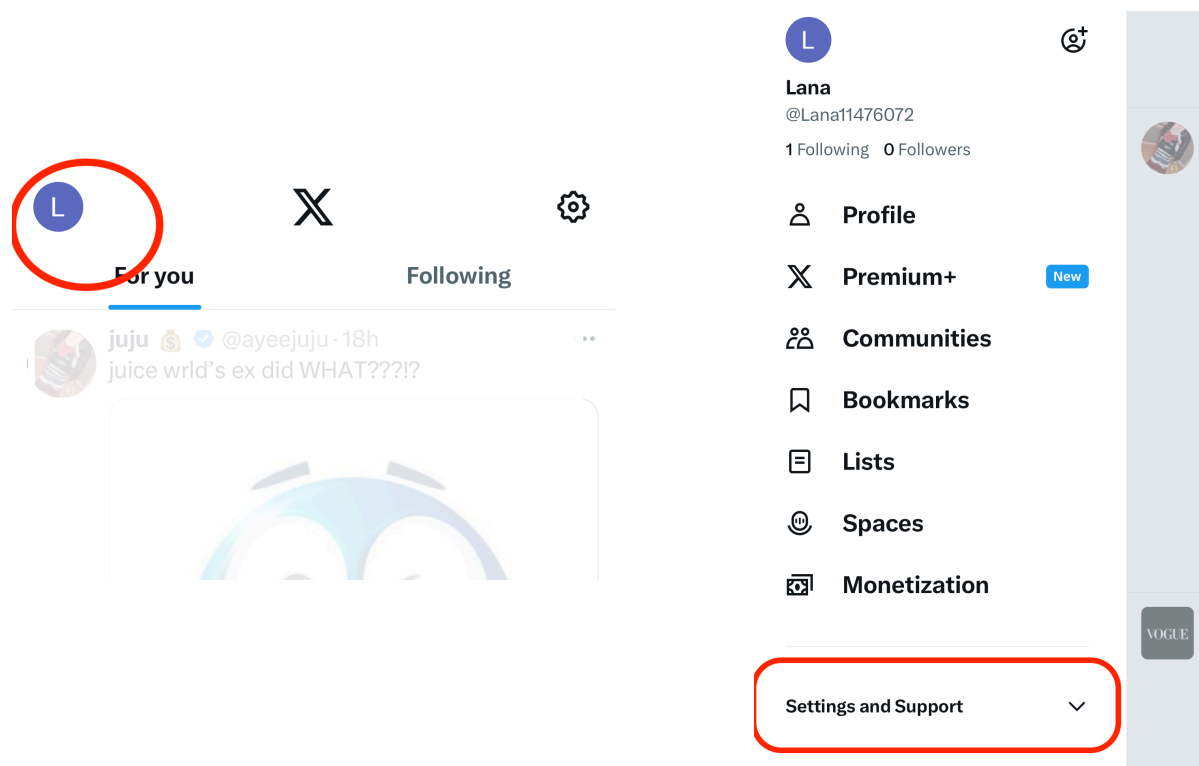 L
For you
Following
juju 💰 @ayeejuju · 18h
juice wrld's ex did WHAT???!?
L
Lana
@Lana11476072
1 Following 0 Followers
Profile
Premium+ New
Communities
Bookmarks
Lists
Spaces
Monetization
Settings and Support
VOGUE